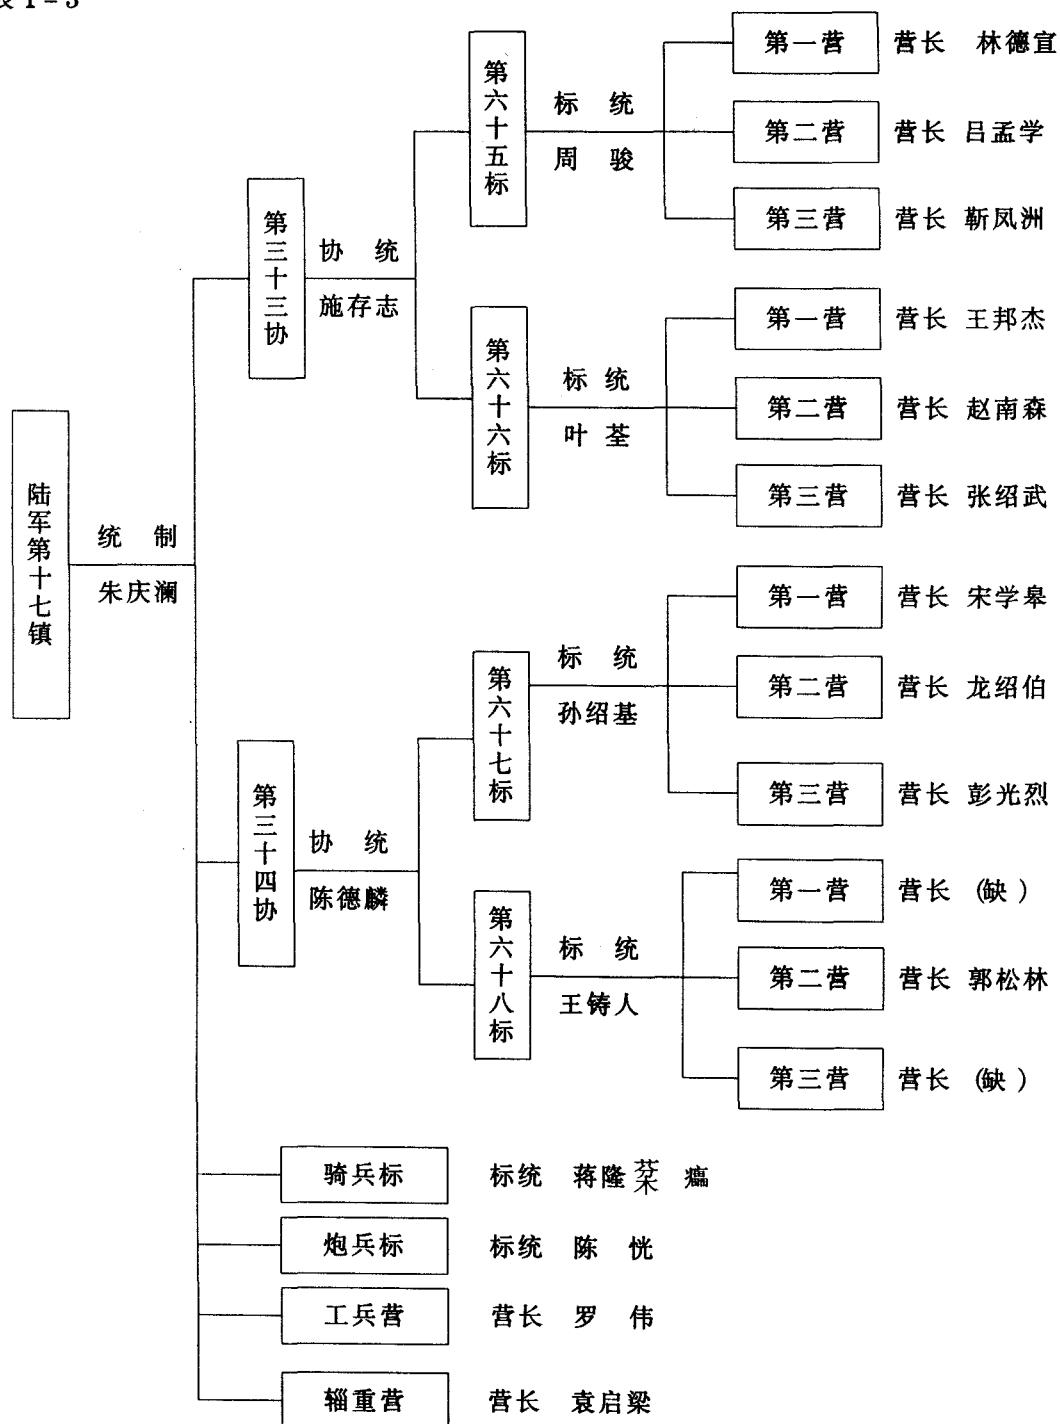 表1-3
陆军第十七镇
统 制
朱庆澜
第三十三协
协 统
施存志
第六十五标
标 统
周 骏
第一营 营长 林德宣
第二营 营长 吕孟学
第三营 营长 靳凤洲
第六十六标
标 统
叶 荃
第一营 营长 王邦杰
第二营 营长 赵南森
第三营 营长 张绍武
第三十四协
协 统
陈德麟
第六十七标
标 统
孙绍基
第一营 营长 宋学皋
第二营 营长 龙绍伯
第三营 营长 彭光烈
第六十八标
标 统
王铸人
第一营 营长 (缺)
第二营 营长 郭松林
第三营 营长 (缺)
骑兵标 标统 蒋隆棼
炮兵标 标统 陈 恍
工兵营 营长 罗 伟
辎重营 营长 袁启梁